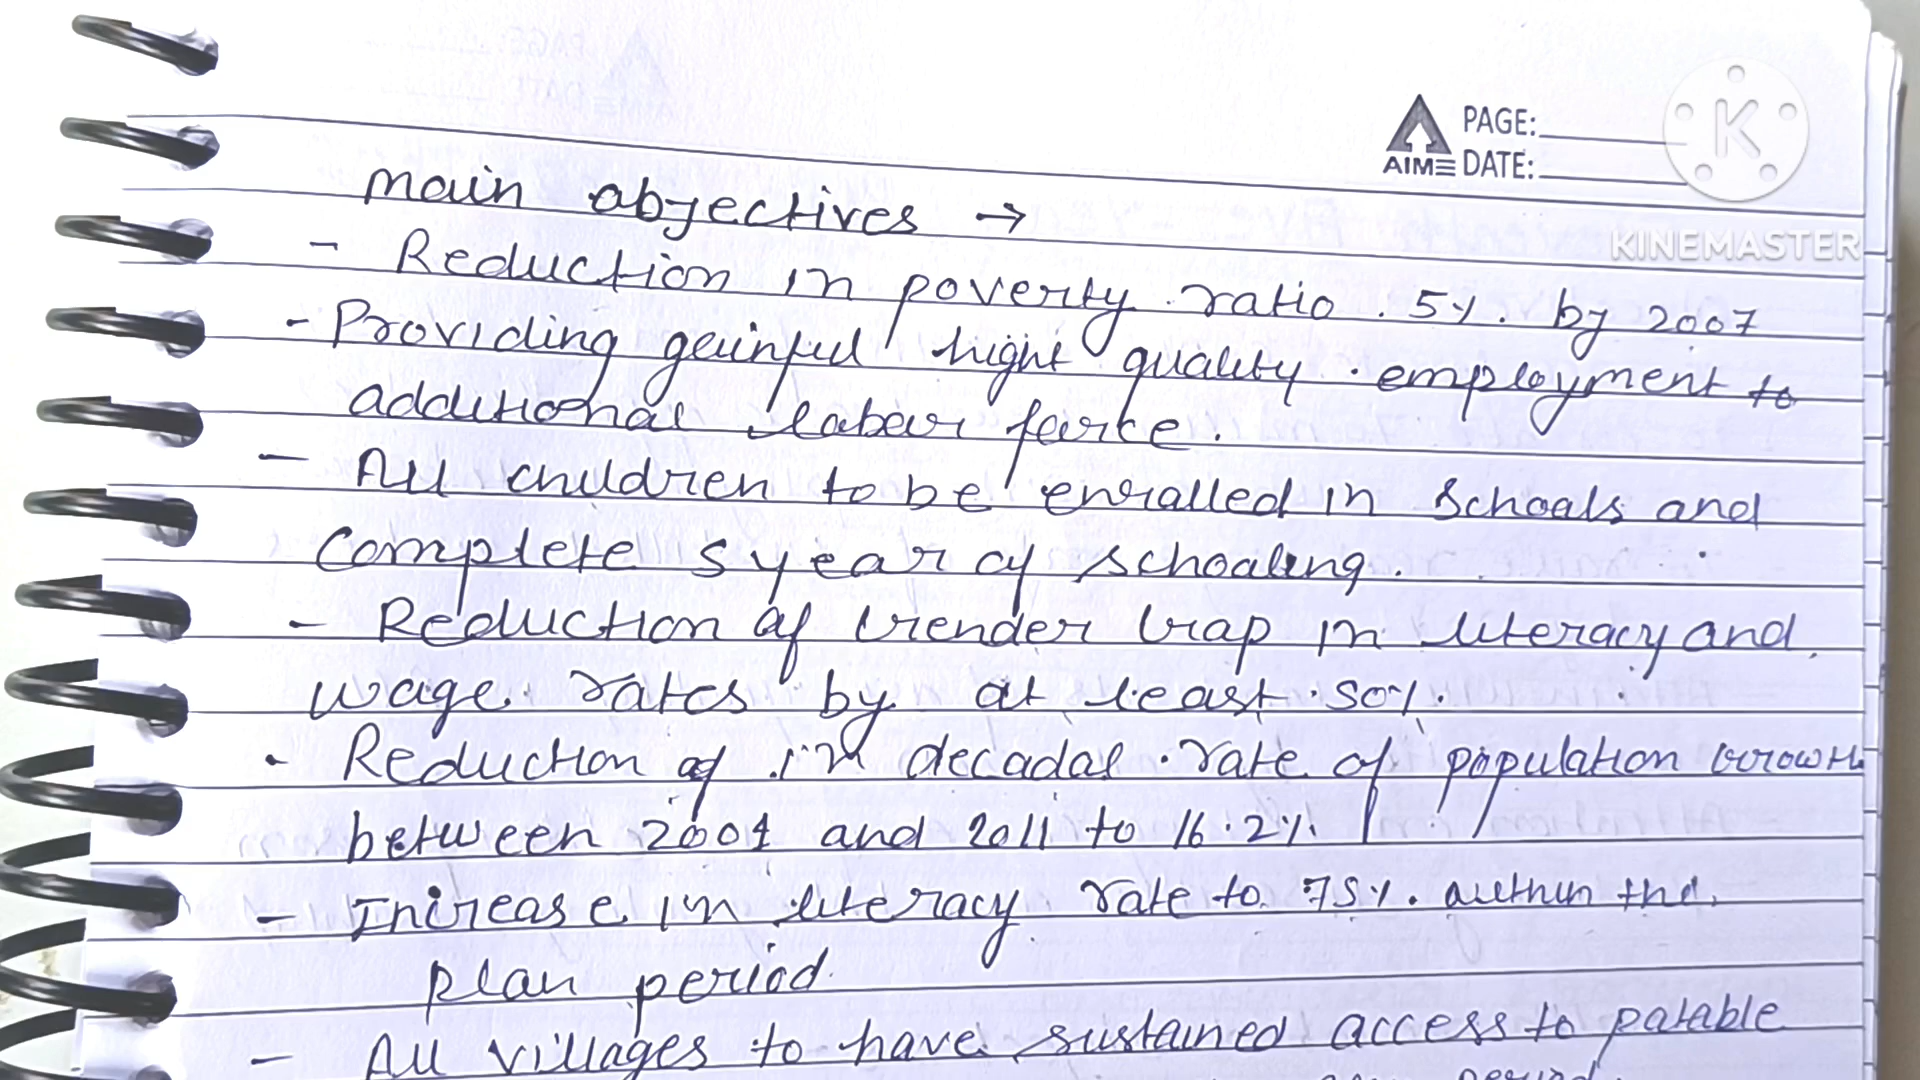 PAGE:
AIM DATE:
K
KINEMASTER
Main objectives →
- Reduction in poverty ratio. 5%. by 2007
- Providing gainful hight quality employment to
additional labour force.
- All children to be enrolled in Schools and
Complete 5 year of schooling.
- Reduction of Gender Gap in literacy and
wage rates by at least 50%.
- Reduction of in decadal rate of population Growth
between 2001 and 2011 to 16.2%
- Increase in literacy rate to 75%. within the
plan period.
- All villages to have sustained access to potable
period.